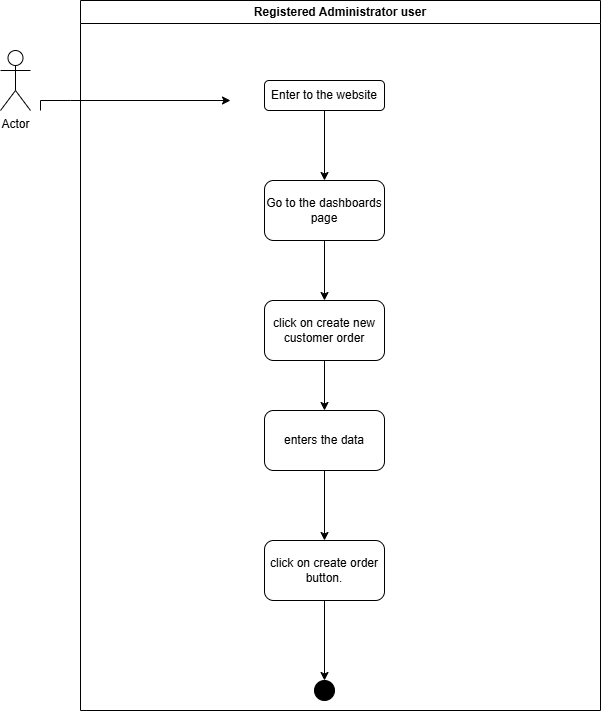 Registered Administrator user
Enter to the website
Actor
Go to the dashboards
page
click on create new
customer order
enters the data
click on create order
button.